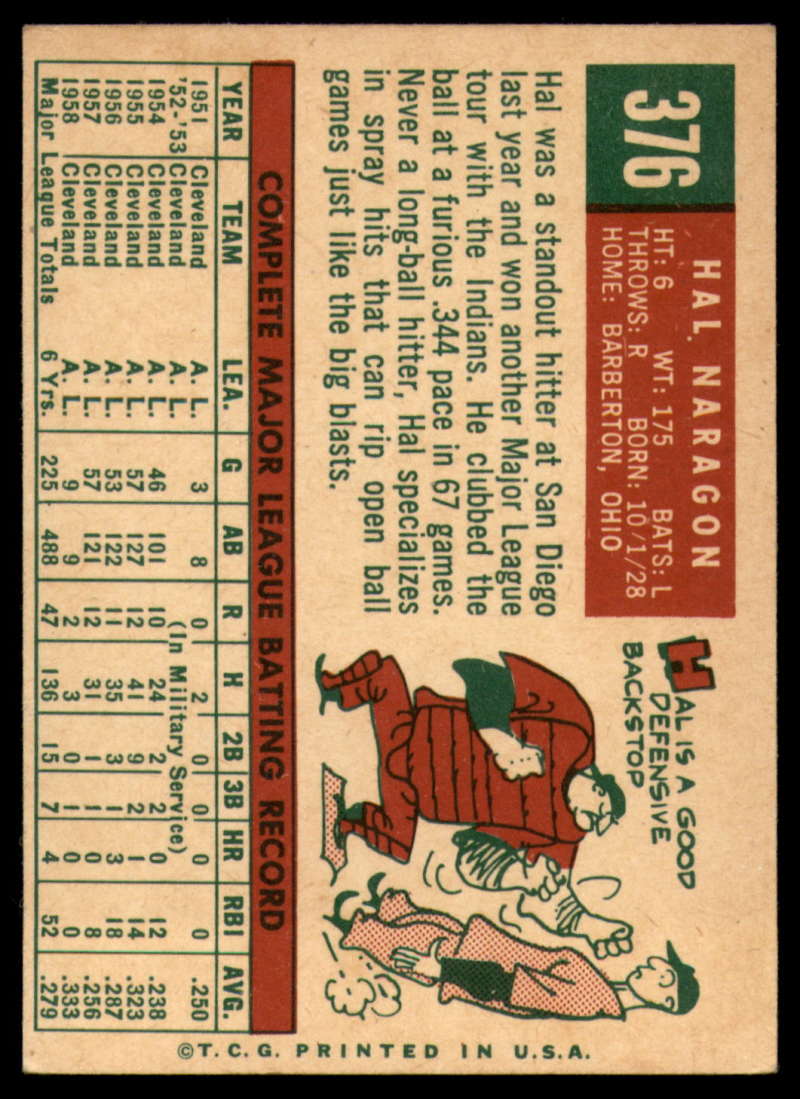 376
HAL NARAGON
HT: 6 WT: 175 BATS: L
THROWS: R BORN: 10/1/28
HOME: BARBERTON, OHIO
Hal was a standout hitter at San Diego
last year and won another Major League
tour with the Indians. He clubbed the
ball at a furious .344 pace in 67 games.
Never a long-ball hitter, Hal specializes
in spray hits that can rip open ball
games just like the big blasts.
HAL IS A GOOD
DEFENSIVE
BACKSTOP
COMPLETE MAJOR LEAGUE BATTING RECORD
YEAR TEAM LEA. G AB R H 2B 3B HR RBI AVG.
1951 Cleveland A. L. 3 8 0 2 0 0 0 0 .250
'52-'53 Cleveland A. L. (In Military Service)
1954 Cleveland A. L. 46 101 10 24 2 2 0 12 .238
1955 Cleveland A. L. 57 127 12 41 9 2 1 14 .323
1956 Cleveland A. L. 53 122 11 35 3 1 3 18 .287
1957 Cleveland A. L. 57 121 12 31 1 1 0 8 .256
1958 Cleveland A. L. 9 9 2 3 0 1 0 0 .333
Major League Totals 6 Yrs. 225 488 47 136 15 7 4 52 .279
©T.C.G. PRINTED IN U.S.A.